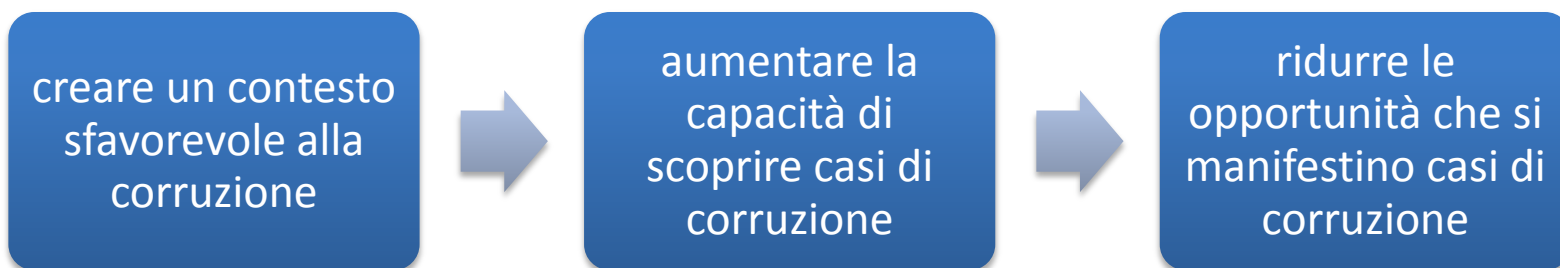 creare un contesto
sfavorevole alla
corruzione
aumentare la
capacità di
scoprire casi di
corruzione
ridurre le
opportunità che si
manifestino casi di
corruzione